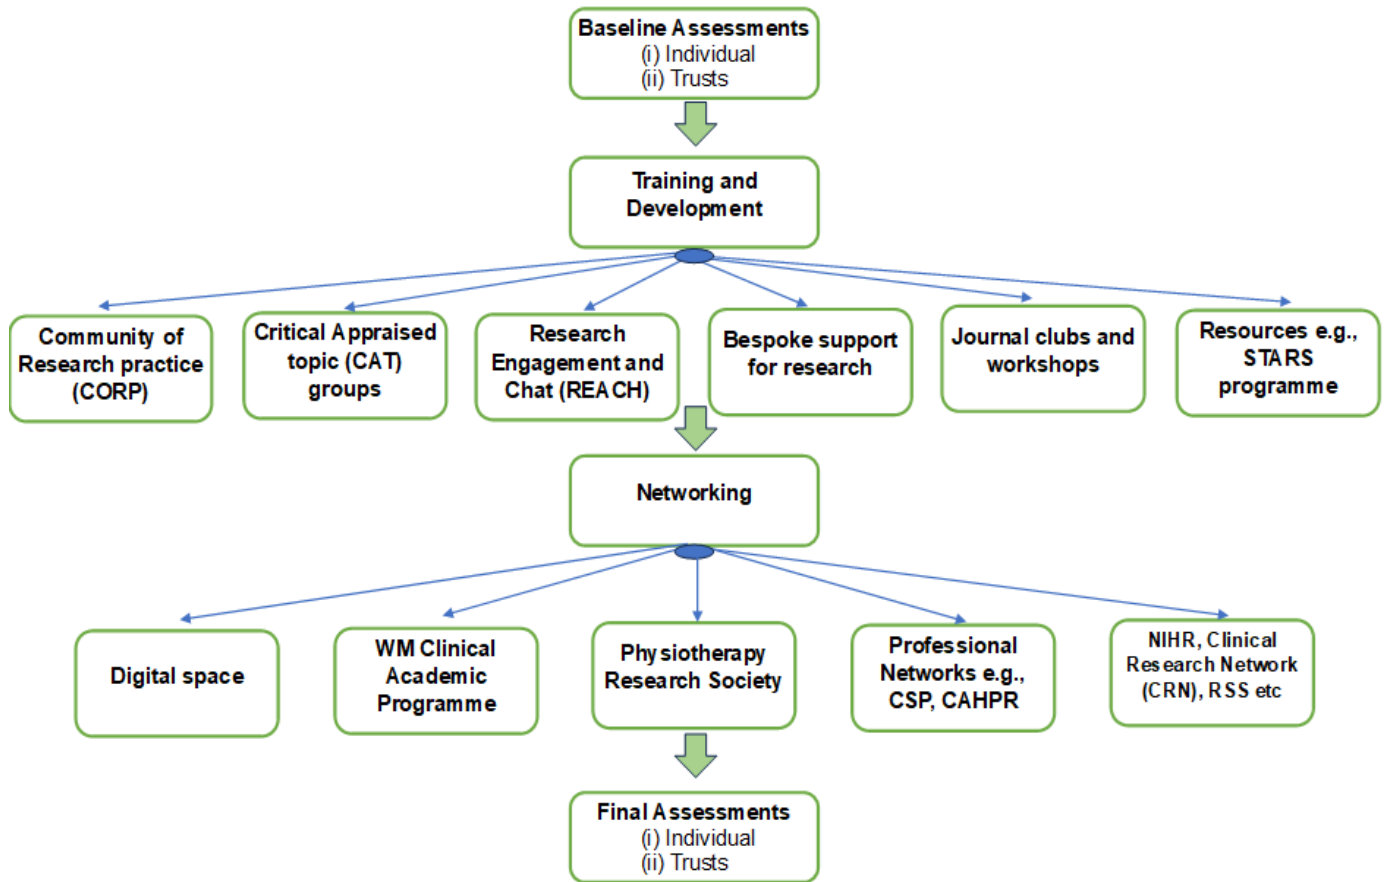 Baseline Assessments
(i) Individual
(ii) Trusts
Training and
Development
Community of
Research practice
(CORP)
Critical Appraised
topic (CAT)
groups
Research
Engagement and
Chat (REACH)
Bespoke support
for research
Journal clubs and
workshops
Resources e.g.,
STARS
programme
Networking
Digital space
WM Clinical
Academic
Programme
Physiotherapy
Research Society
Professional
Networks e.g.,
CSP, CAHPR
NIHR, Clinical
Research Network
(CRN), RSS etc
Final Assessments
(i) Individual
(ii) Trusts